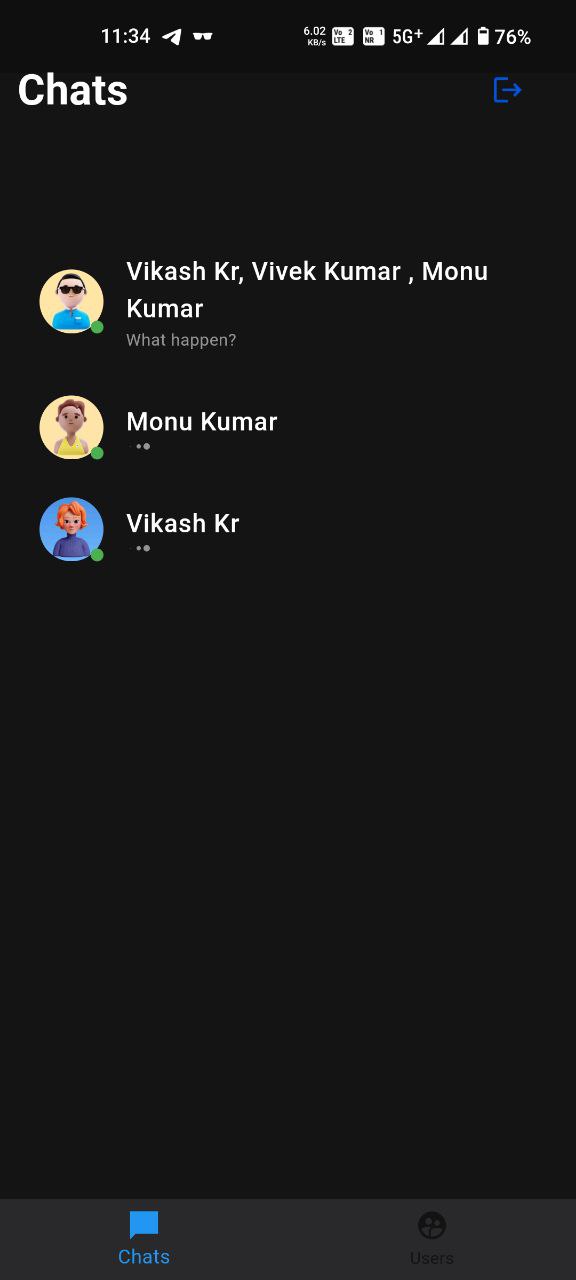 11:34 6.02 KB/s Vo 2 LTE Vo 1 NR 5G+ 76%
Chats
Vikash Kr, Vivek Kumar , Monu
Kumar
What happen?
Monu Kumar
Vikash Kr
Chats Users